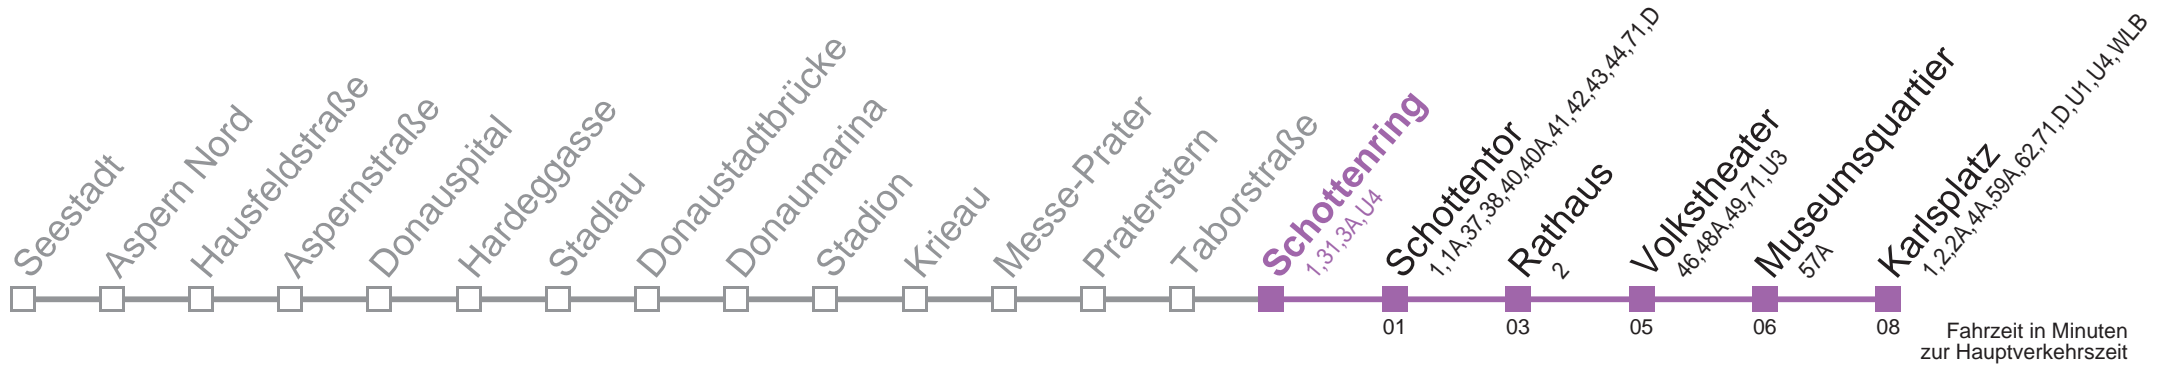 Seestadt
Aspern Nord
Hausfeldstraße
Aspernstraße
Donauspital
Hardeggasse
Stadlau
Donaustadtbrücke
Donaumarina
Stadion
Krieau
Messe-Prater
Praterstern
Taborstraße
Schottenring
1,31,3A,U4
Schottentor
1,1A,37,38,40,40A,41,42,43,44,71,D
01
Rathaus
2
03
Volkstheater
46,48A,49,71,U3
05
Museumsquartier
57A
06
Karlsplatz
1,2,2A,4A,59A,62,71,D,U1,U4,WLB
08
Fahrzeit in Minuten
zur Hauptverkehrszeit